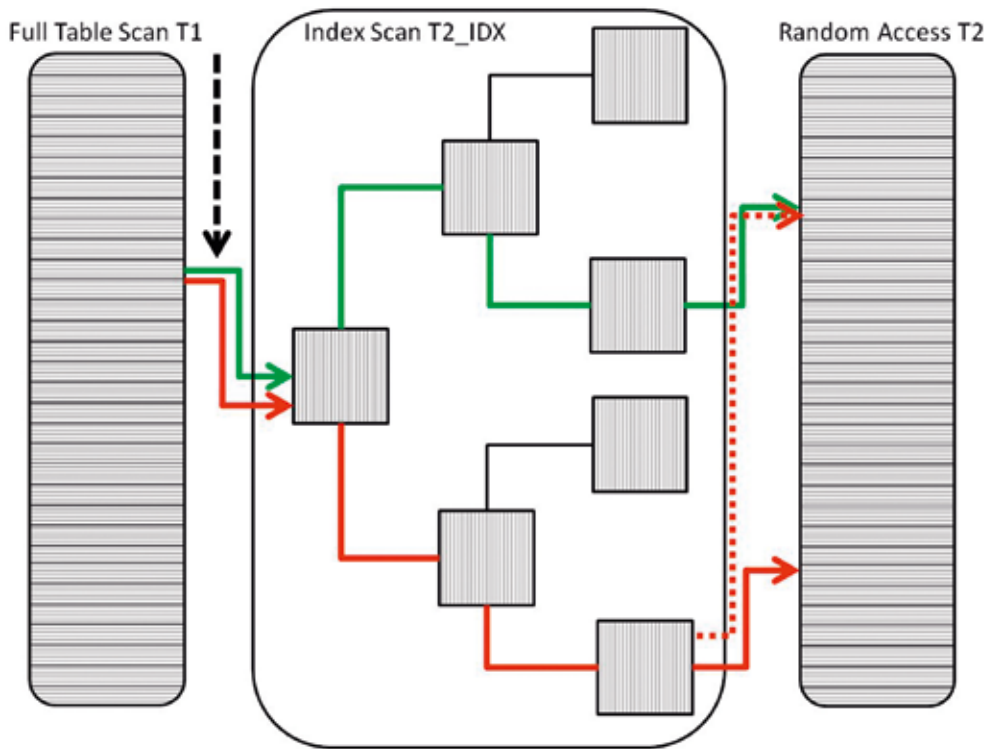 Full Table Scan T1
Index Scan T2_IDX
Random Access T2